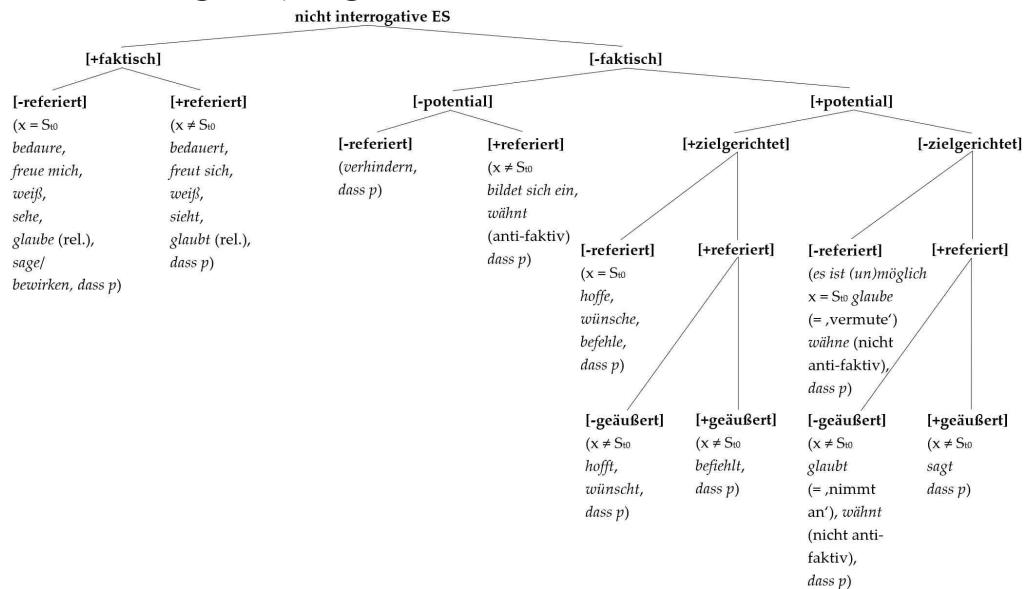 nicht interrogative ES
[+faktisch]
[-faktisch]
[-referiert]
(x = St0
bedaure,
freue mich,
weiß,
sehe,
glaube (rel.),
sage/
bewirken, dass p)
[+referiert]
(x ≠ St0
bedauert,
freut sich,
weiß,
sieht,
glaubt (rel.),
dass p)
[-potential]
[+potential]
[-referiert]
(verhindern,
dass p)
[+referiert]
(x ≠ St0
bildet sich ein,
wähnt
(anti-faktiv)
dass p)
[+zielgerichtet]
[-zielgerichtet]
[-referiert]
(x = St0
hoffe,
wünsche,
befehle,
dass p)
[+referiert]
[-referiert]
(es ist (un)möglich
x = St0 glaube
(= ‚vermute‘)
wähne (nicht
anti-faktiv),
dass p)
[+referiert]
[-geäußert]
(x ≠ St0
hofft,
wünscht,
dass p)
[+geäußert]
(x ≠ St0
befiehlt,
dass p)
[-geäußert]
(x ≠ St0
glaubt
(= ‚nimmt
an‘), wähnt
(nicht anti-
faktiv),
dass p)
[+geäußert]
(x ≠ St0
sagt
dass p)